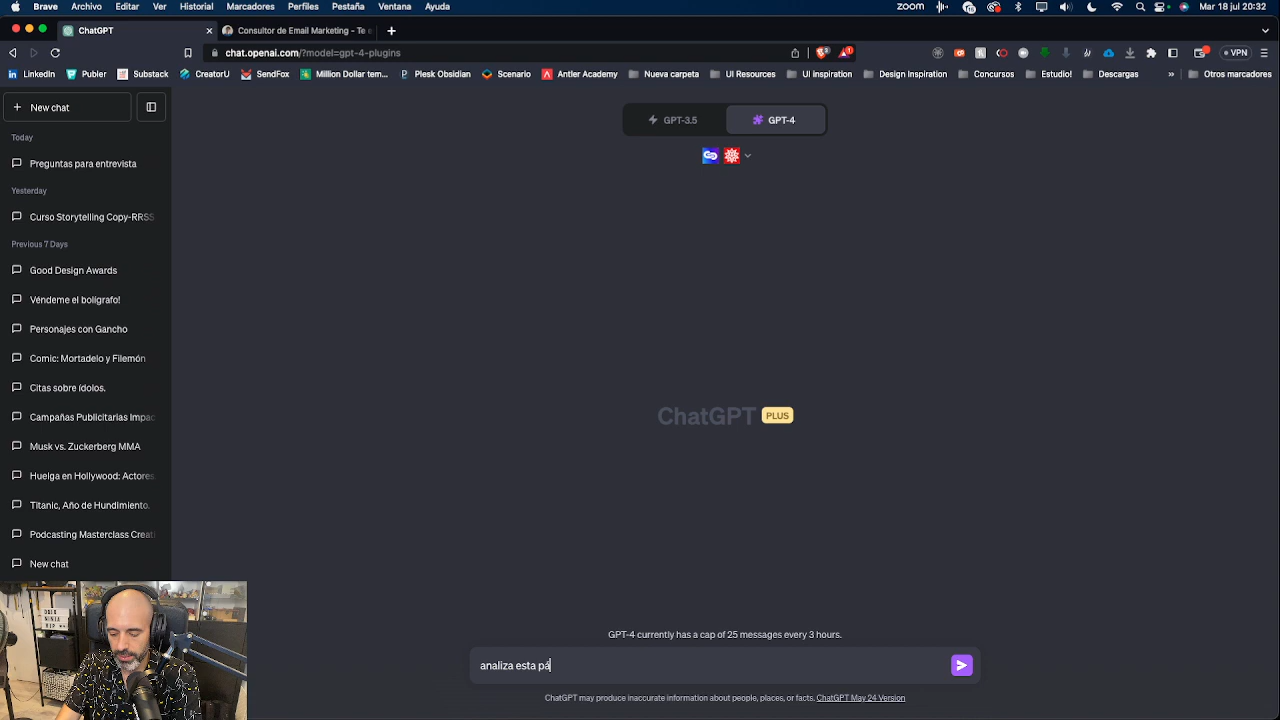 Brave Archivo Editar Ver Historial Marcadores Perfiles Pestaña Ventana Ayuda zoom 15 Mar 18 jul 20:32
ChatGPT Consultor de Email Marketing - Te e
chat.openai.com/?model=gpt-4-plugins VPN
LinkedIn Publer Substack CreatorU SendFox Million Dollar tem... Plesk Obsidian Scenario Antler Academy Nueva carpeta UI Resources UI inspiration Design Inspiration Concursos Estudio! Descargas » Otros marcadores
+ New chat
GPT-3.5 GPT-4
Today
Preguntas para entrevista
Yesterday
Curso Storytelling Copy-RRSS
Previous 7 Days
Good Design Awards
Véndeme el bolígrafo!
Personajes con Gancho
Comic: Mortadelo y Filemón
Citas sobre ídolos.
Campañas Publicitarias Impac
Musk vs. Zuckerberg MMA
Huelga en Hollywood: Actores
Titanic, Año de Hundimiento.
Podcasting Masterclass Creati
New chat
ChatGPT PLUS
GPT-4 currently has a cap of 25 messages every 3 hours.
analiza esta pá
ChatGPT may produce inaccurate information about people, places, or facts. ChatGPT May 24 Version